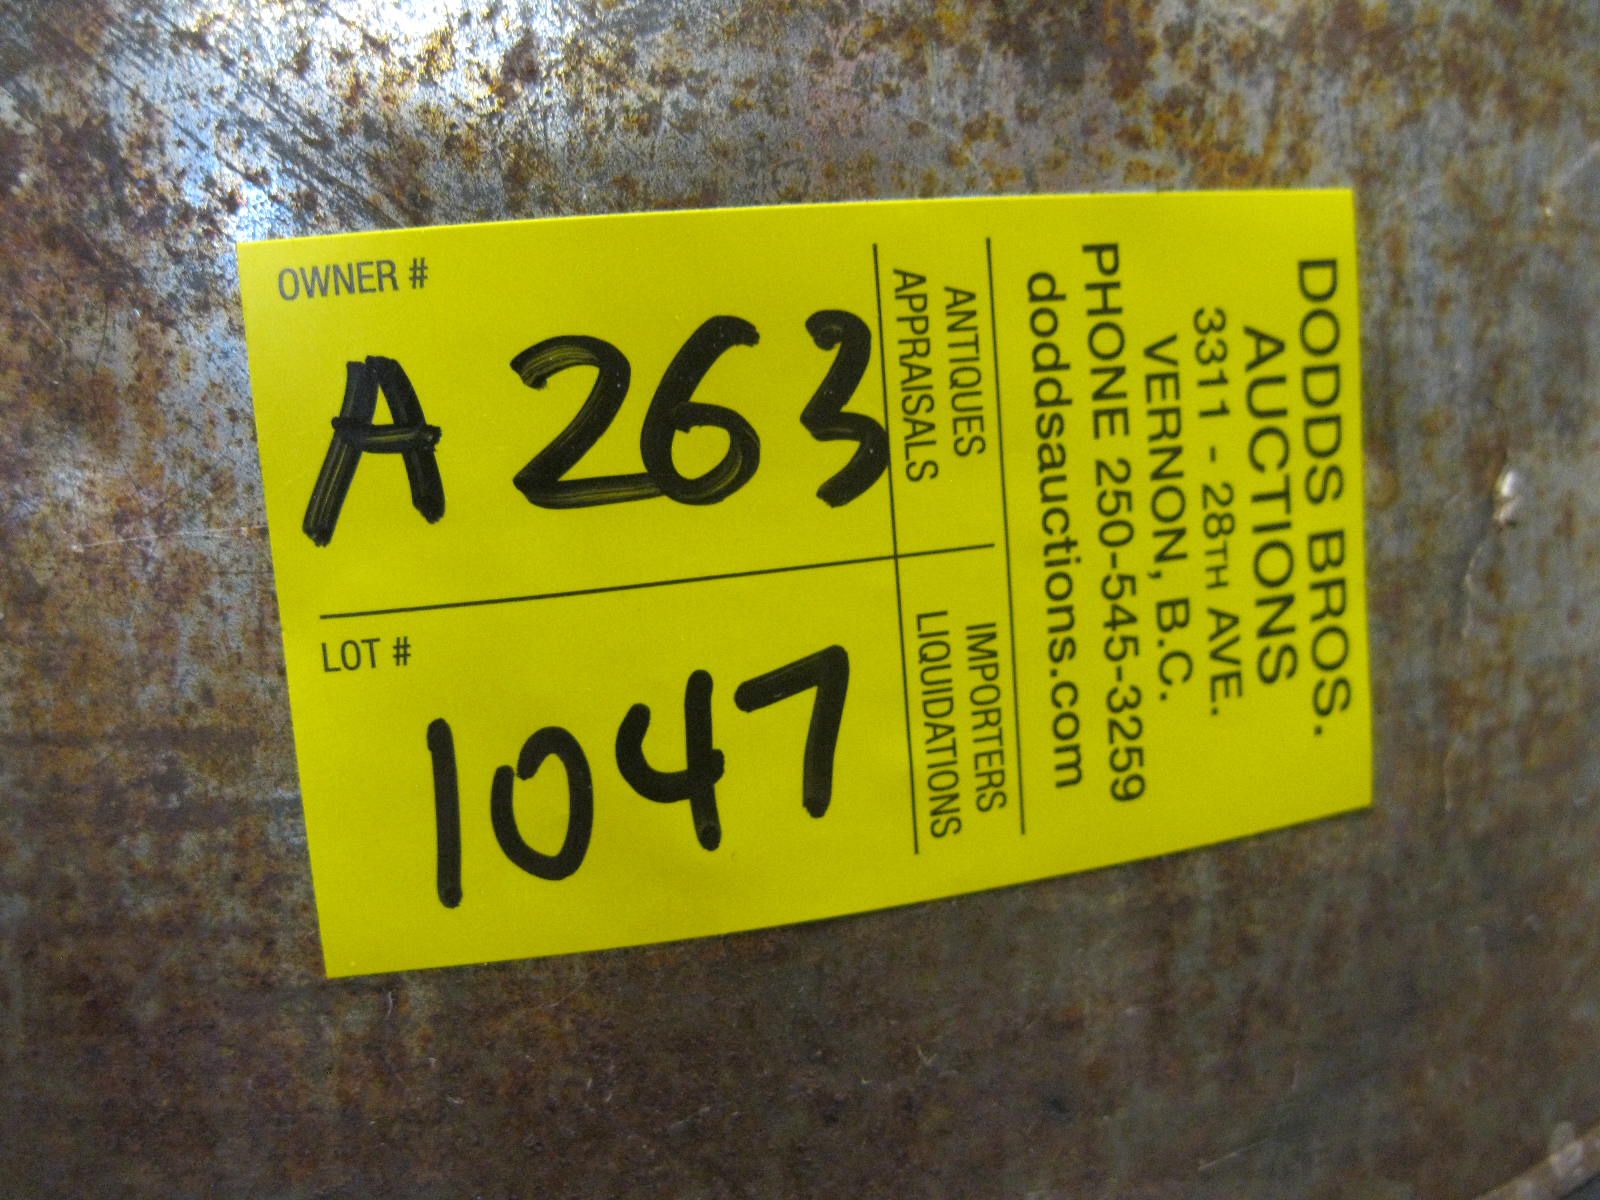 OWNER #
A 263
LOT #
1047
DODDS BROS.
AUCTIONS
3311 - 28TH AVE.
VERNON, B.C.
PHONE 250-545-3259
doddsauctions.com
ANTIQUES
APPRAISALS
IMPORTERS
LIQUIDATIONS